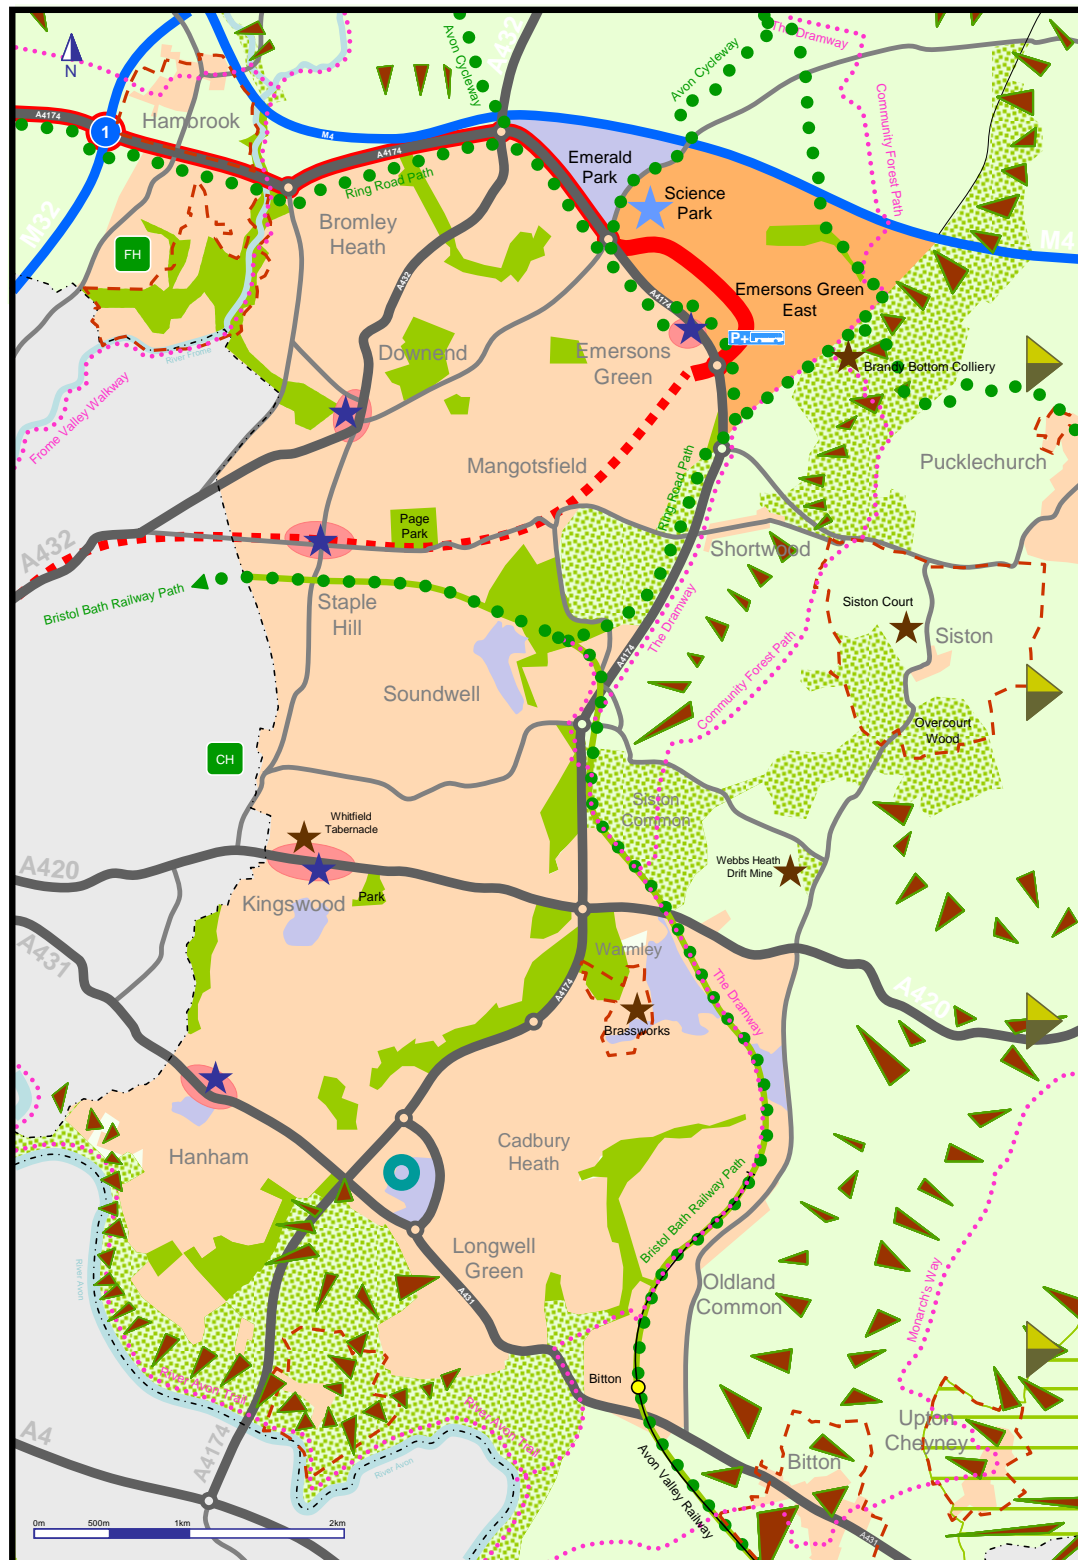 N
A432
The Dramway
Avon Cycleway
Avon Cycleway
A4174
1
Hambrook
M4
A4174
Community Forest Path
Emerald
Park
Science
Park
Ring Road Path
Bromley
Heath
M32
M4
FH
A432
A4174
Emersons Green
East
P+
River Frome
Downend
Emersons
Green
Brandy Bottom Colliery
Frome Valley Walkway
Mangotsfield
Ring Road Path
Pucklechurch
Page
Park
A432
Shortwood
Bristol Bath Railway Path
Staple
Hill
The Dramway
Siston Court
Siston
A4174
Community Forest Path
Soundwell
Overcourt
Wood
CH
Siston
Common
Whitfield
Tabernacle
Webbs Heath
Drift Mine
A420
Kingswood
Park
A431
Warmley
A4174
The Dramway
A420
Brassworks
Hanham
Cadbury
Heath
Bristol Bath Railway Path
River Avon
Longwell
Green
A431
Oldland
Common
Monarch's Way
River Avon Trail
Bitton
River Avon Trail
Upton
Cheyney
A4
A4174
River Avon
Bitton
Avon Valley Railway
A431
0m
500m
1km
2km